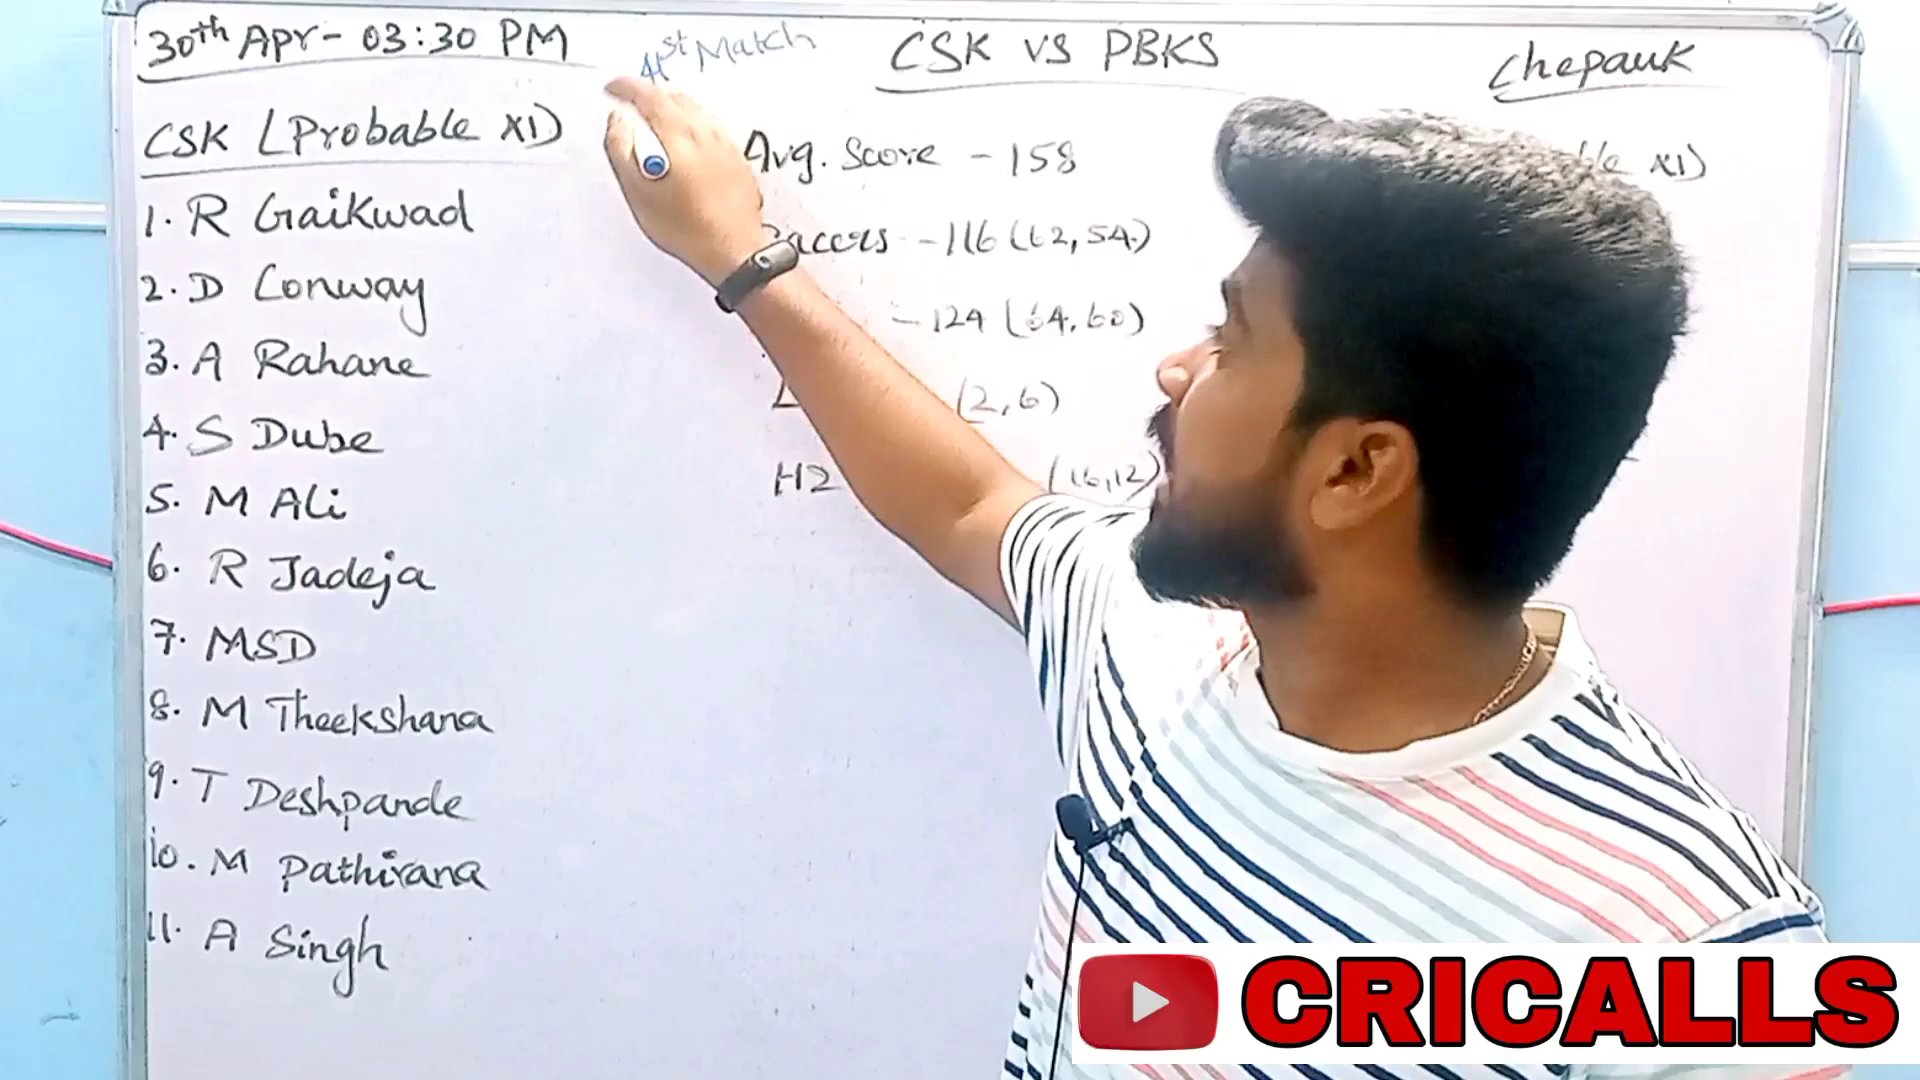 30th Apr - 03:30 PM
41st Match
CSK VS PBKS
Chepauk
CSK (Probable XI)
1. R Gaikwad
2. D Conway
3. A Rahane
4. S Dube
5. M Ali
6. R Jadeja
7. MSD
8. M Theekshana
9. T Deshpande
10. M Pathirana
11. A Singh
Avg. Score - 158
- 116 (62, 54)
- 124 (64, 60)
(2, 6)
H2
(16, 12)
XI)
CRICALLS